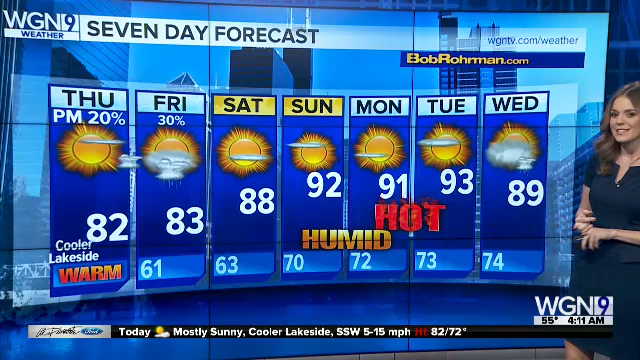 WGN9
WEATHER
SEVEN DAY FORECAST
wgntv.com/weather
BobRohrman.com
THU FRI SAT SUN MON TUE WED
PM 20% 30%
82 83 88 92 91 93 89
Cooler
Lakeside
WARM
HUMID
HOT
61 63 70 72 73 74
WGN9
55° 4:11 AM
Today Mostly Sunny, Cooler Lakeside, SSW 5-15 mph HI 82/72°